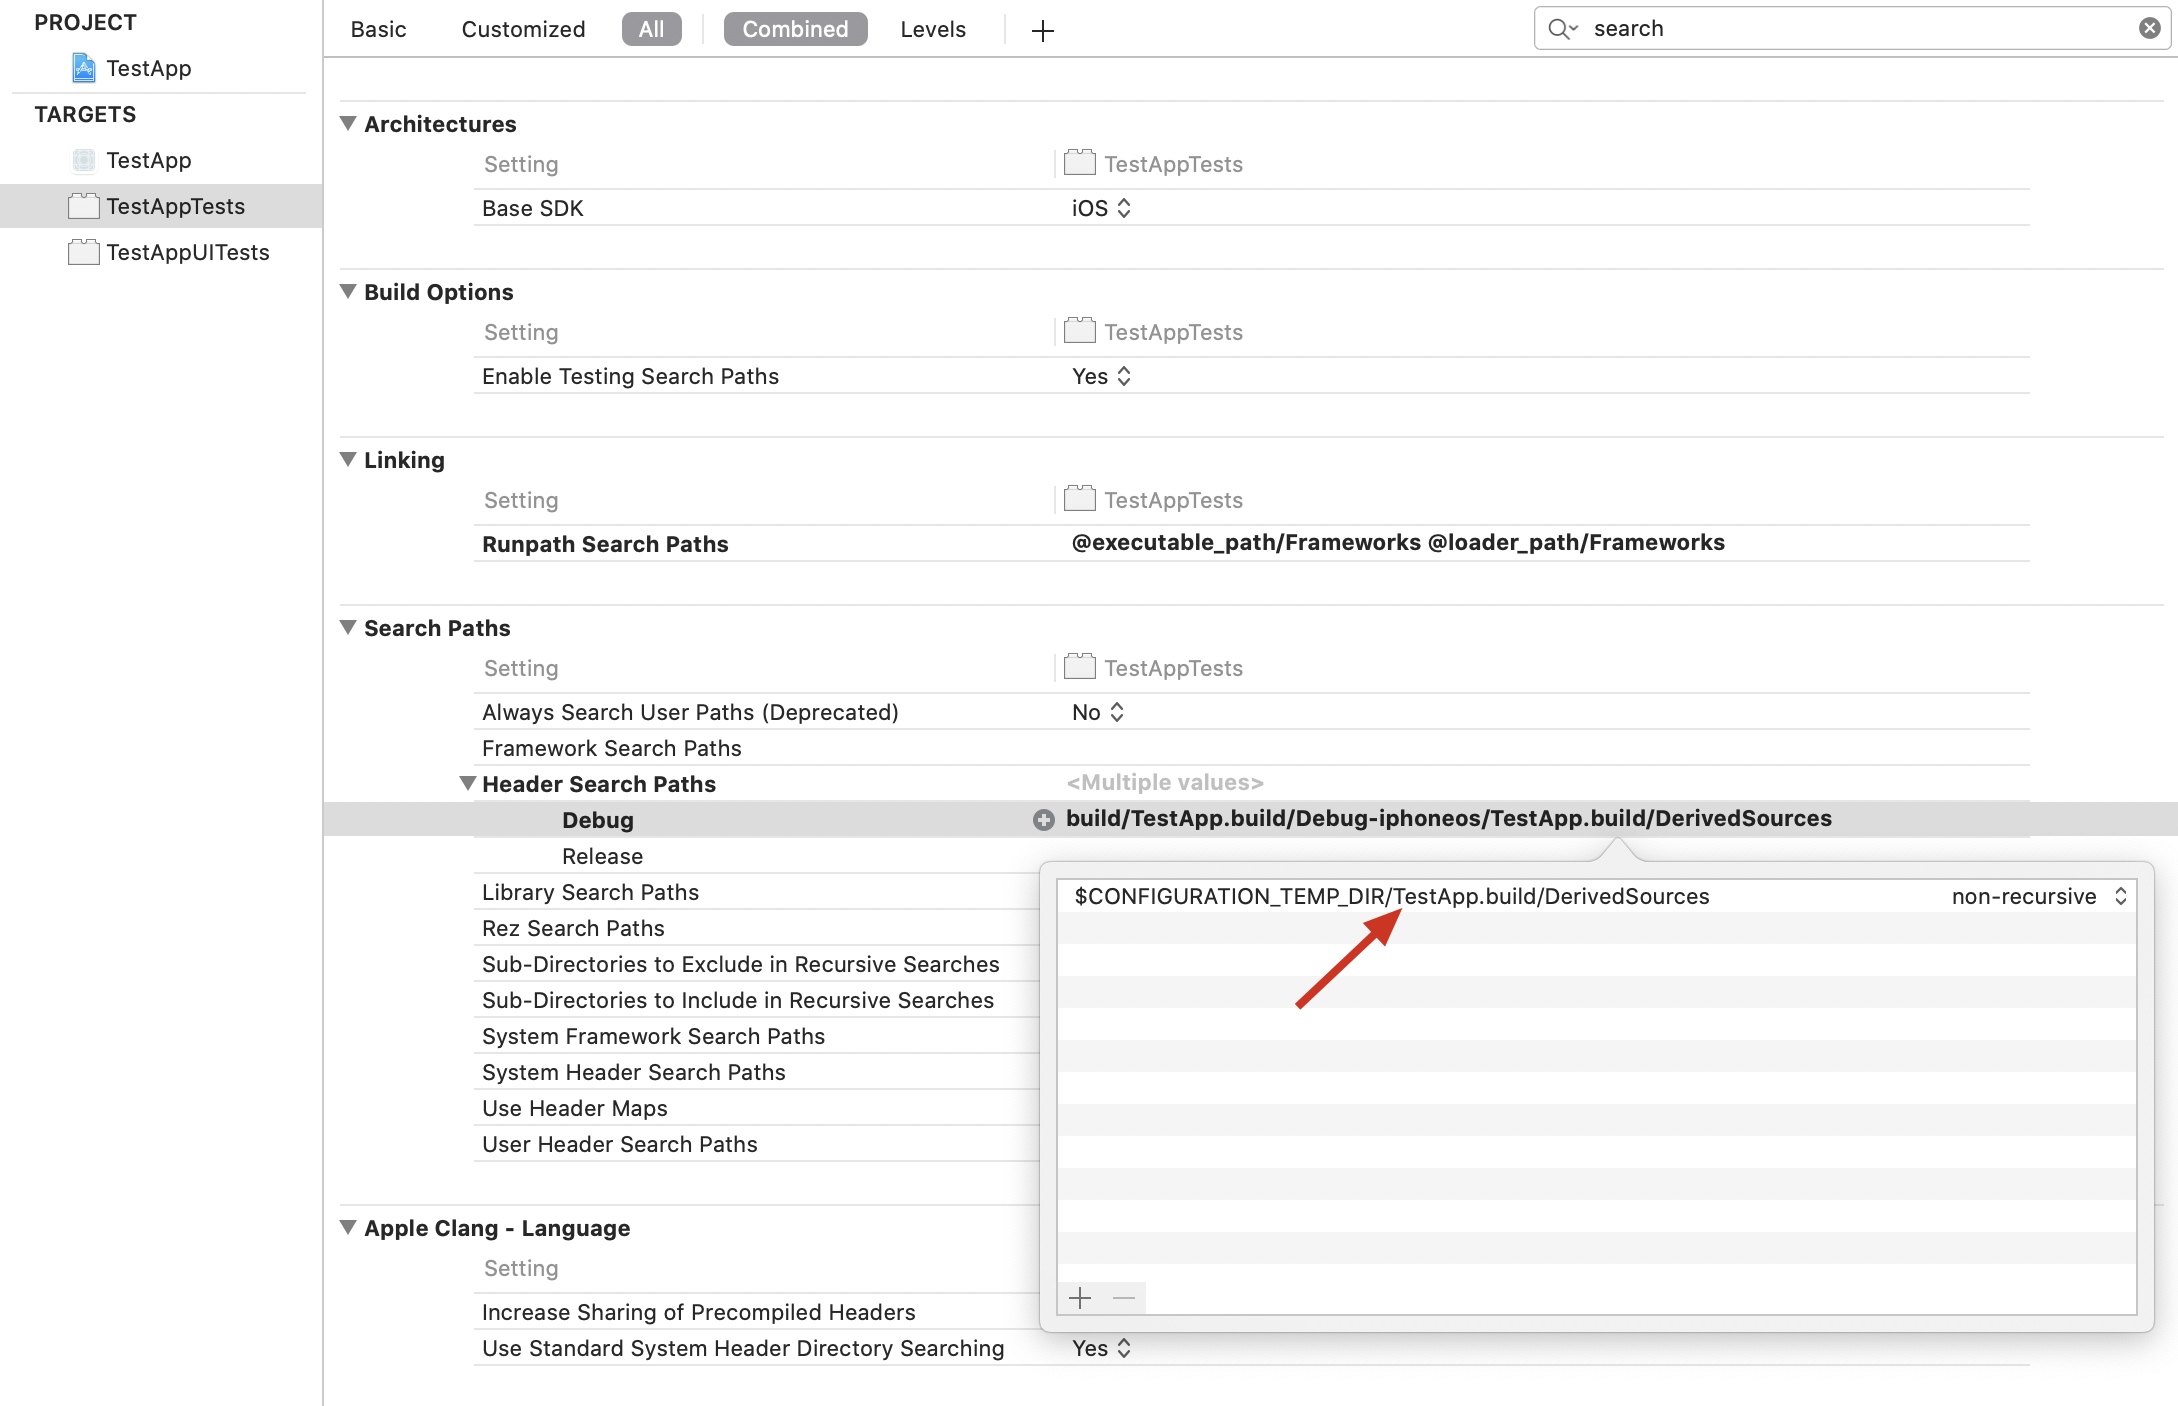 PROJECT
TestApp
TARGETS
TestApp
TestAppTests
TestAppUITests
Basic Customized All Combined Levels + search
Architectures
Setting TestAppTests
Base SDK iOS
Build Options
Setting TestAppTests
Enable Testing Search Paths Yes
Linking
Setting TestAppTests
Runpath Search Paths @executable_path/Frameworks @loader_path/Frameworks
Search Paths
Setting TestAppTests
Always Search User Paths (Deprecated) No
Framework Search Paths
Header Search Paths <Multiple values>
Debug build/TestApp.build/Debug-iphoneos/TestApp.build/DerivedSources
Release
$CONFIGURATION_TEMP_DIR/TestApp.build/DerivedSources non-recursive
Library Search Paths
Rez Search Paths
Sub-Directories to Exclude in Recursive Searches
Sub-Directories to Include in Recursive Searches
System Framework Search Paths
System Header Search Paths
Use Header Maps
User Header Search Paths
Apple Clang - Language
Setting
Increase Sharing of Precompiled Headers
Use Standard System Header Directory Searching Yes